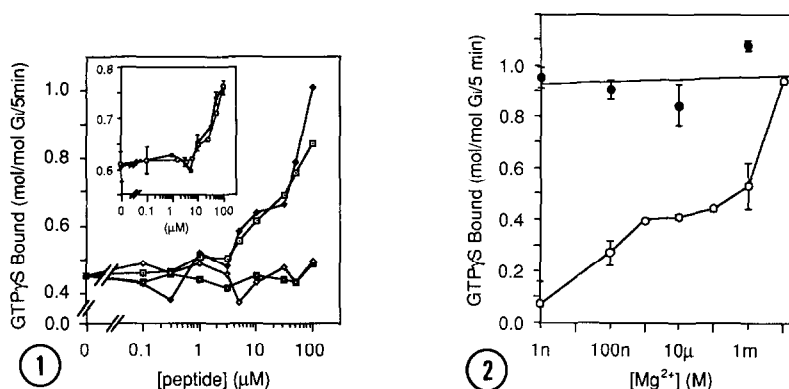 GTPγS Bound (mol/mol Gi/5min)
1.0
0.8
0.6
0.4
0.0
0.8
0.7
0.6
0 0.1 1 10 100
(μM)
0 0.1 1 10 100
[peptide] (μM)
1
GTPγS Bound (mol/mol Gi/5 min)
1.2
1.0
0.8
0.6
0.4
0.2
0.0
1n 100n 10μ 1m
[Mg²⁺] (M)
2